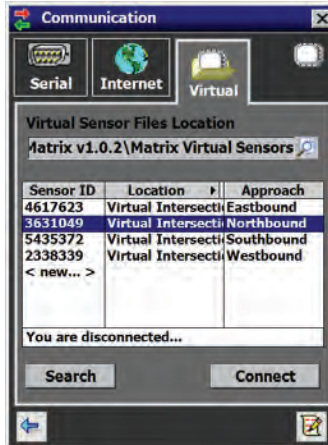 Communication
Serial Internet Virtual
Virtual Sensor Files Location
Matrix v1.0.2\Matrix Virtual Sensors
Sensor ID Location Approach
4617623 Virtual Intersecti Eastbound
3631049 Virtual Intersecti Northbound
5435372 Virtual Intersecti Southbound
2338339 Virtual Intersecti Westbound
< new... >
You are disconnected...
Search Connect